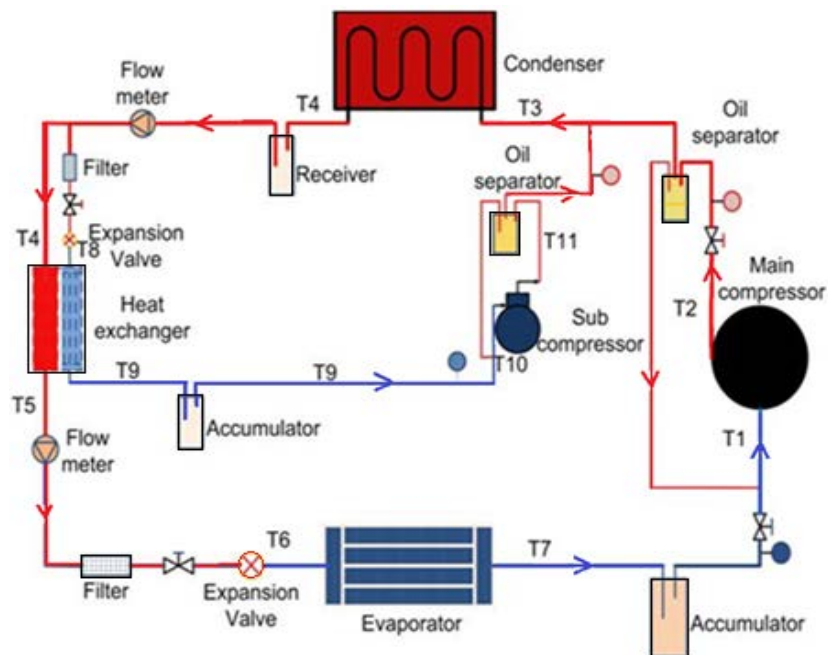 Condenser
Flow
meter
T4
T3
Oil
separator
Filter
Receiver
Oil
separator
T4
Expansion
T8
Valve
T11
Main
compressor
T2
Heat
exchanger
Sub
compressor
T9
T9
T10
T5
Accumulator
T1
Flow
meter
T6
T7
Filter
Expansion
Valve
Evaporator
Accumulator